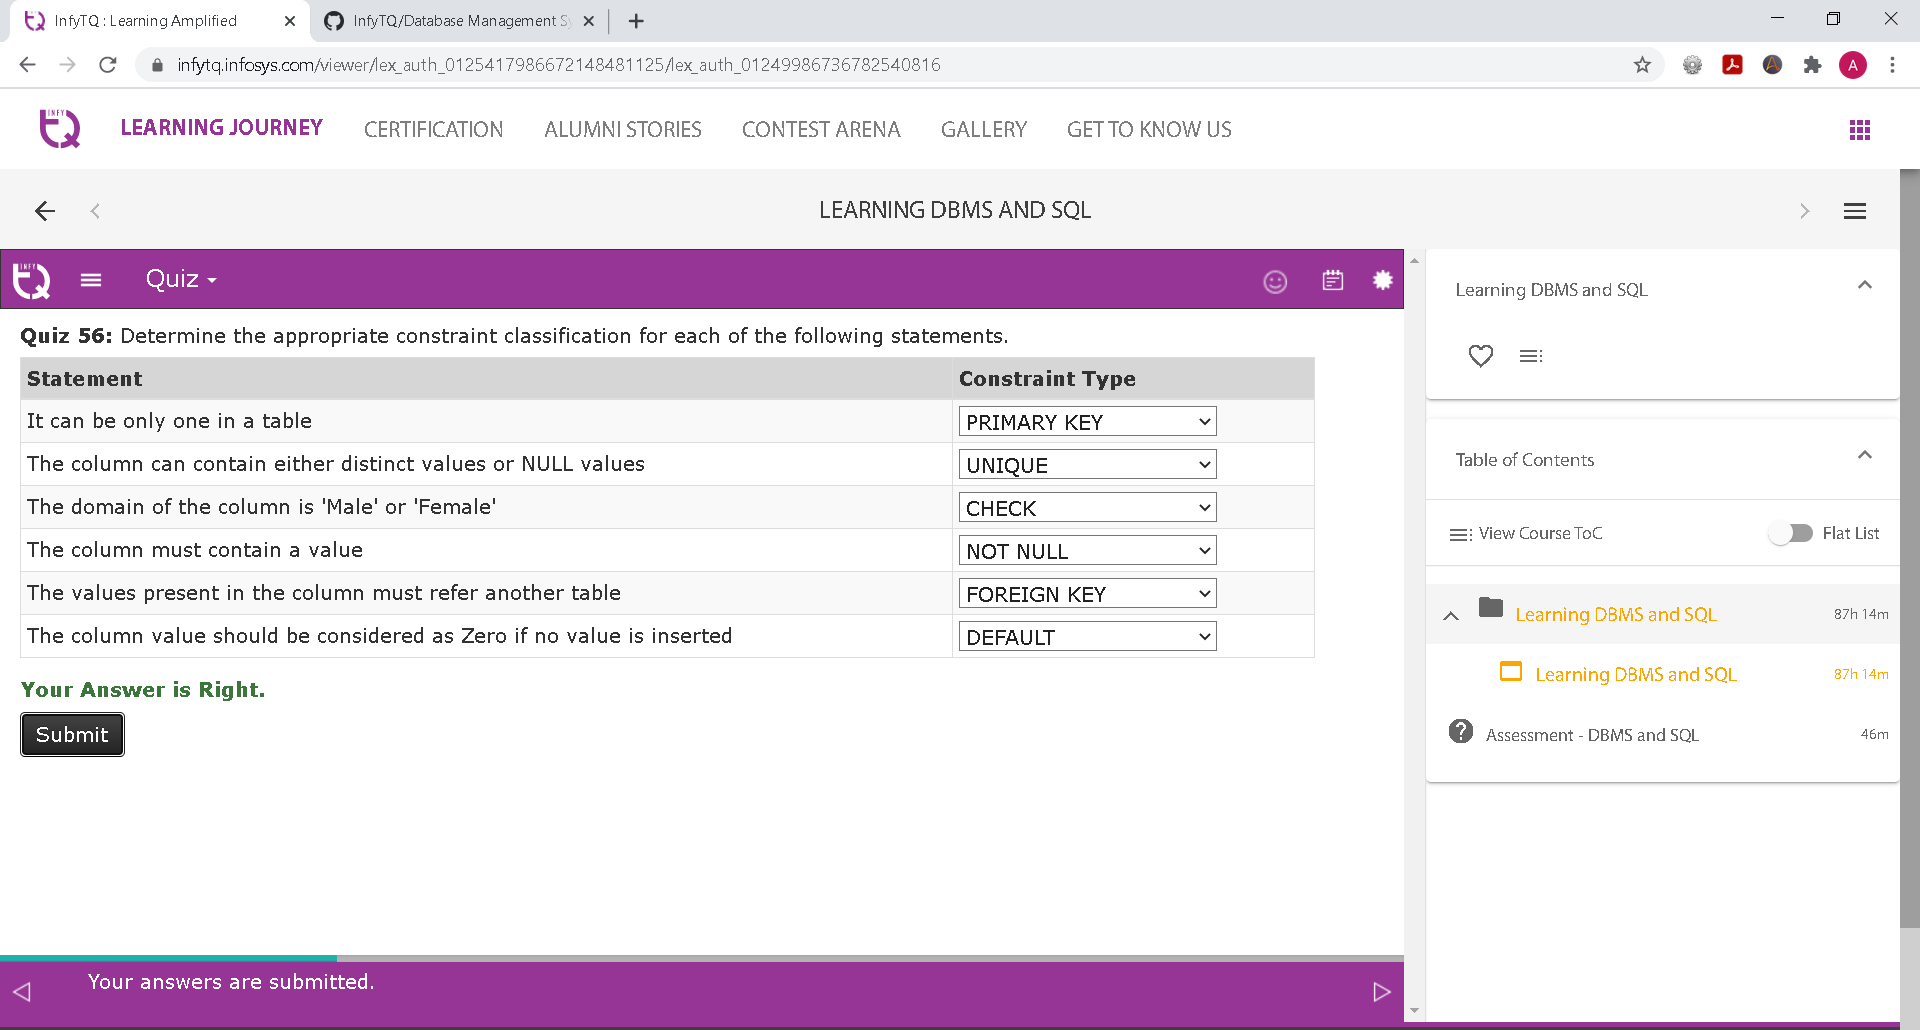 InfyTQ : Learning Amplified
InfyTQ/Database Management Sy
infytq.infosys.com/viewer/lex_auth_0125417986672148481125/lex_auth_01249986736782540816
A
INFY
TQ
LEARNING JOURNEY
CERTIFICATION
ALUMNI STORIES
CONTEST ARENA
GALLERY
GET TO KNOW US
LEARNING DBMS AND SQL
INFY
TQ
Quiz
Quiz 56: Determine the appropriate constraint classification for each of the following statements.
Statement Constraint Type
It can be only one in a table PRIMARY KEY
The column can contain either distinct values or NULL values UNIQUE
The domain of the column is 'Male' or 'Female' CHECK
The column must contain a value NOT NULL
The values present in the column must refer another table FOREIGN KEY
The column value should be considered as Zero if no value is inserted DEFAULT
Your Answer is Right.
Submit
Your answers are submitted.
Learning DBMS and SQL
Table of Contents
View Course ToC Flat List
Learning DBMS and SQL 87h 14m
Learning DBMS and SQL 87h 14m
Assessment - DBMS and SQL 46m